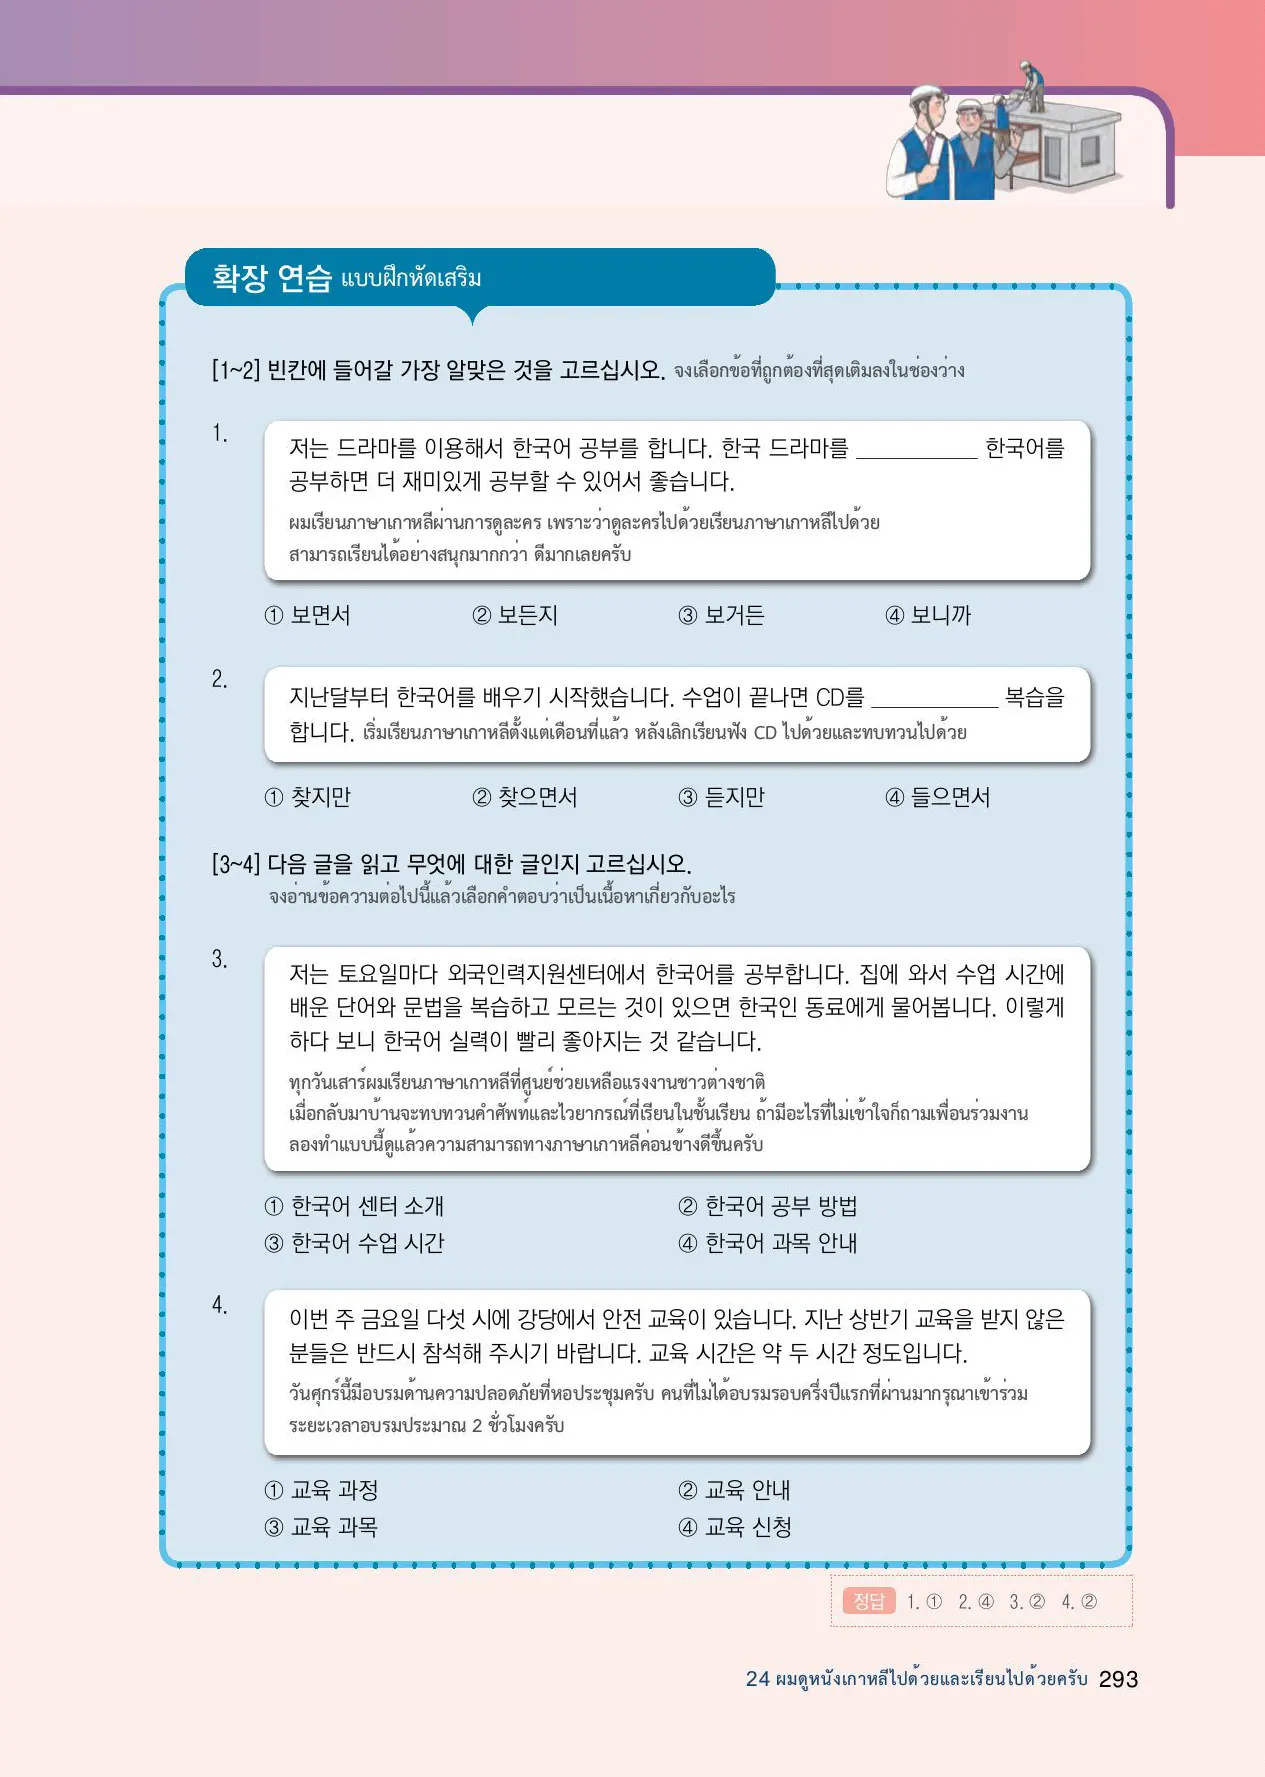 확장 연습 แบบฝึกหัดเสริม
[1~2] 빈칸에 들어갈 가장 알맞은 것을 고르십시오. จงเลือกข้อที่ถูกต้องที่สุดเติมลงในช่องว่าง
1.
저는 드라마를 이용해서 한국어 공부를 합니다. 한국 드라마를 __________ 한국어를
공부하면 더 재미있게 공부할 수 있어서 좋습니다.
ผมเรียนภาษาเกาหลีผ่านการดูละคร เพราะว่าดูละครไปด้วยเรียนภาษาเกาหลีไปด้วย
สามารถเรียนได้อย่างสนุกมากกว่า ดีมากเลยครับ
① 보면서 ② 보든지 ③ 보거든 ④ 보니까
2.
지난달부터 한국어를 배우기 시작했습니다. 수업이 끝나면 CD를 __________ 복습을
합니다. เริ่มเรียนภาษาเกาหลีตั้งแต่เดือนที่แล้ว หลังเลิกเรียนฟัง CD ไปด้วยและทบทวนไปด้วย
① 찾지만 ② 찾으면서 ③ 듣지만 ④ 들으면서
[3~4] 다음 글을 읽고 무엇에 대한 글인지 고르십시오.
จงอ่านข้อความต่อไปนี้แล้วเลือกคำตอบว่าเป็นเนื้อหาเกี่ยวกับอะไร
3.
저는 토요일마다 외국인력지원센터에서 한국어를 공부합니다. 집에 와서 수업 시간에
배운 단어와 문법을 복습하고 모르는 것이 있으면 한국인 동료에게 물어봅니다. 이렇게
하다 보니 한국어 실력이 빨리 좋아지는 것 같습니다.
ทุกวันเสาร์ผมเรียนภาษาเกาหลีที่ศูนย์ช่วยเหลือแรงงานชาวต่างชาติ
เมื่อกลับมาบ้านจะทบทวนคำศัพท์และไวยากรณ์ที่เรียนในชั้นเรียน ถ้ามีอะไรที่ไม่เข้าใจก็ถามเพื่อนร่วมงาน
ลองทำแบบนี้ดูแล้วความสามารถทางภาษาเกาหลีค่อนข้างดีขึ้นครับ
① 한국어 센터 소개 ② 한국어 공부 방법
③ 한국어 수업 시간 ④ 한국어 과목 안내
4.
이번 주 금요일 다섯 시에 강당에서 안전 교육이 있습니다. 지난 상반기 교육을 받지 않은
분들은 반드시 참석해 주시기 바랍니다. 교육 시간은 약 두 시간 정도입니다.
วันศุกร์นี้มีอบรมด้านความปลอดภัยที่หอประชุมครับ คนที่ไม่ได้อบรมรอบครึ่งปีแรกที่ผ่านมากรุณาเข้าร่วม
ระยะเวลาอบรมประมาณ 2 ชั่วโมงครับ
① 교육 과정 ② 교육 안내
③ 교육 과목 ④ 교육 신청
정답 1. ① 2. ④ 3. ② 4. ②
24 ผมดูหนังเกาหลีไปด้วยและเรียนไปด้วยครับ 293